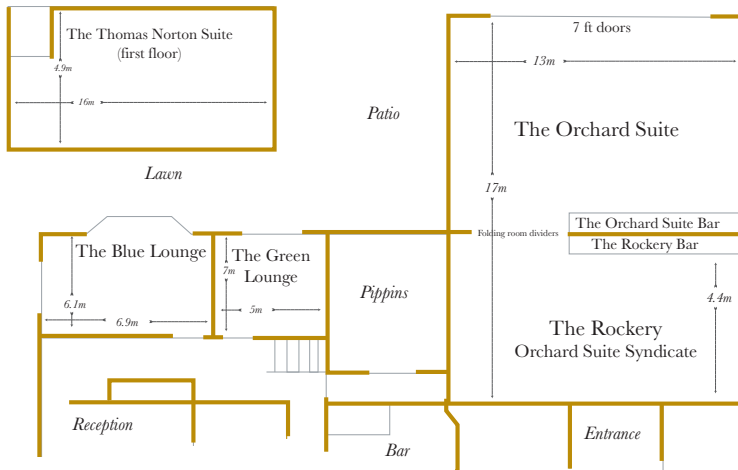 The Thomas Norton Suite
(first floor)
4.9m
16m
7 ft doors
13m
Patio
The Orchard Suite
Lawn
17m
The Orchard Suite Bar
Folding room dividers
The Rockery Bar
The Blue Lounge
The Green
Lounge
7m
Pippins
6.1m
6.9m
5m
4.4m
The Rockery
Orchard Suite Syndicate
Reception
Bar
Entrance